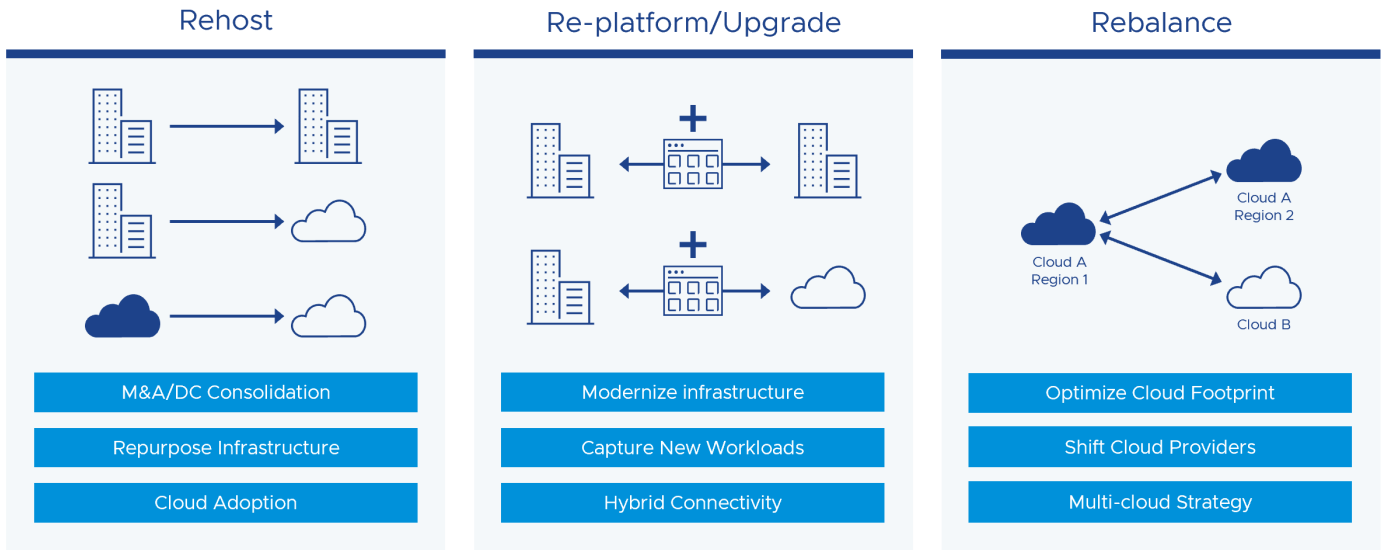 Rehost
M&A/DC Consolidation
Repurpose Infrastructure
Cloud Adoption
Re-platform/Upgrade
Modernize infrastructure
Capture New Workloads
Hybrid Connectivity
Rebalance
Cloud A
Region 2
Cloud A
Region 1
Cloud B
Optimize Cloud Footprint
Shift Cloud Providers
Multi-cloud Strategy